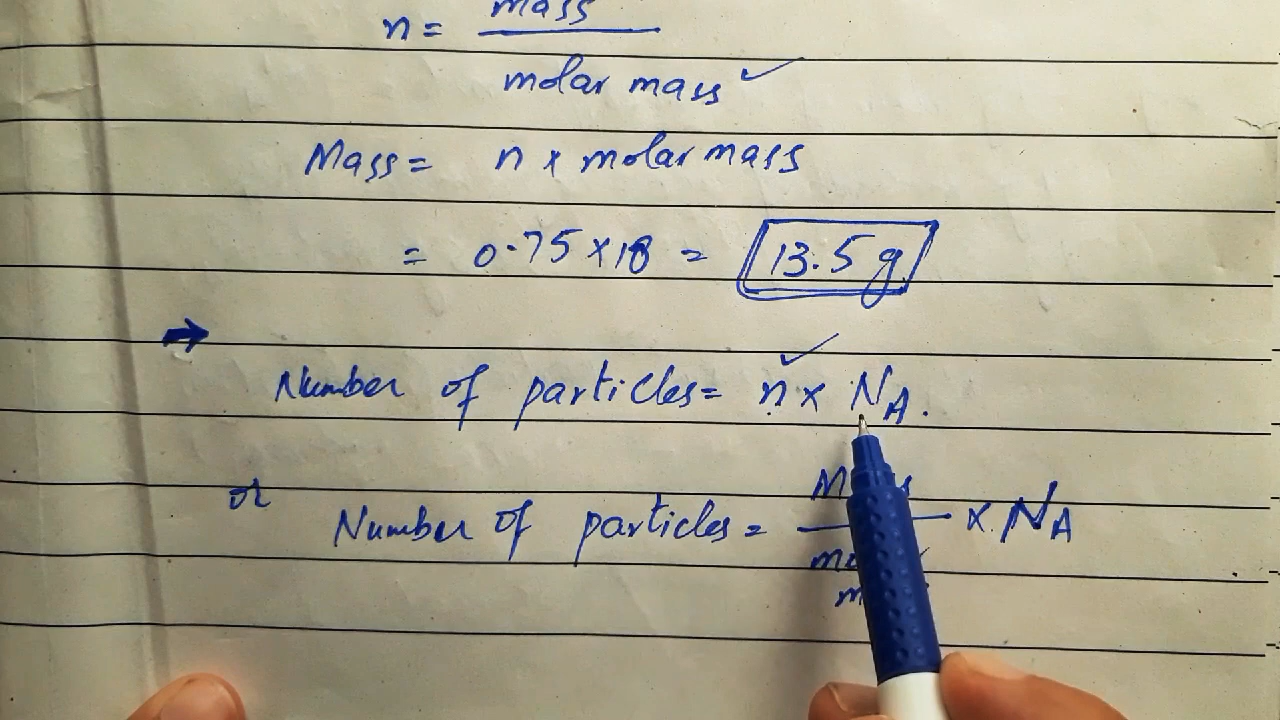 n = mass
molar mass ✓
Mass = n x molar mass
= 0.75 x 18 = 13.5 g
Number of particles = n x NA.
or Number of particles = x NA